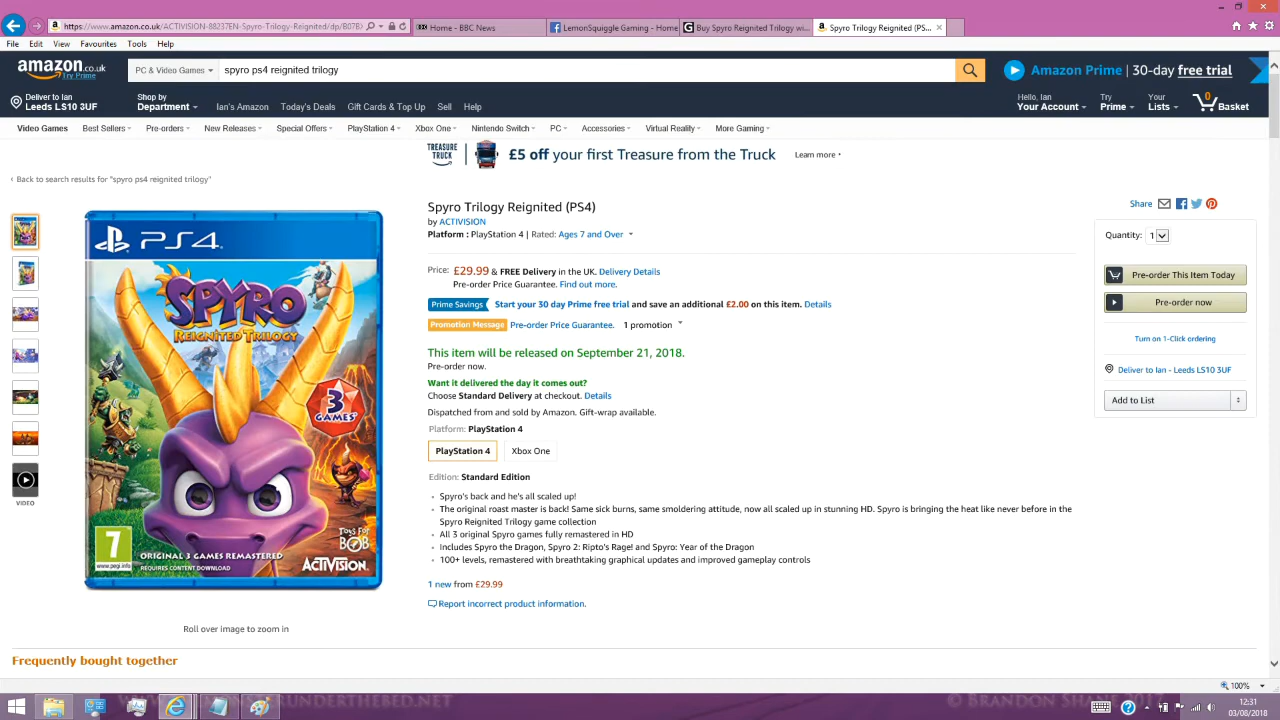 https://www.amazon.co.uk/ACTIVISION-88237EN-Spyro-Trilogy-Reignited/dp/B07B
Home - BBC News
LemonSquiggle Gaming - Home
Buy Spyro Reignited Trilogy wi...
Spyro Trilogy Reignited (PS...
File Edit View Favourites Tools Help
amazon.co.uk
Try Prime
PC & Video Games
spyro ps4 reignited trilogy
Amazon Prime | 30-day free trial
Deliver to Ian
Leeds LS10 3UF
Shop by
Department
Ian's Amazon Today's Deals Gift Cards & Top Up Sell Help
Hello, Ian
Your Account
Try
Prime
Your
Lists
0
Basket
Video Games Best Sellers Pre-orders New Releases Special Offers PlayStation 4 Xbox One Nintendo Switch PC Accessories Virtual Reality More Gaming
TREASURE
TRUCK
£5 off your first Treasure from the Truck
Learn more
‹ Back to search results for "spyro ps4 reignited trilogy"
VIDEO
PS4
SPYRO
REIGNITED TRILOGY
3
GAMES
7
www.pegi.info
ORIGINAL 3 GAMES REMASTERED
REQUIRES CONTENT DOWNLOAD
TOYS FOR
BOB
ACTIVISION
Roll over image to zoom in
Spyro Trilogy Reignited (PS4)
by ACTIVISION
Platform : PlayStation 4 | Rated: Ages 7 and Over
Price: £29.99 & FREE Delivery in the UK. Delivery Details
Pre-order Price Guarantee. Find out more.
Prime Savings Start your 30 day Prime free trial and save an additional £2.00 on this item. Details
Promotion Message Pre-order Price Guarantee. 1 promotion
This item will be released on September 21, 2018.
Pre-order now.
Want it delivered the day it comes out?
Choose Standard Delivery at checkout. Details
Dispatched from and sold by Amazon. Gift-wrap available.
Platform: PlayStation 4
PlayStation 4
Xbox One
Edition: Standard Edition
Spyro's back and he's all scaled up!
The original roast master is back! Same sick burns, same smoldering attitude, now all scaled up in stunning HD. Spyro is bringing the heat like never before in the
Spyro Reignited Trilogy game collection
All 3 original Spyro games fully remastered in HD
Includes Spyro the Dragon, Spyro 2: Ripto's Rage! and Spyro: Year of the Dragon
100+ levels, remastered with breathtaking graphical updates and improved gameplay controls
1 new from £29.99
Report incorrect product information.
Share
Quantity: 1
Pre-order This Item Today
Pre-order now
Turn on 1-Click ordering
Deliver to Ian - Leeds LS10 3UF
Add to List
Frequently bought together
100%
UNDERTHEBED.NET
© BRANDON SHANE
12:31
03/08/2018